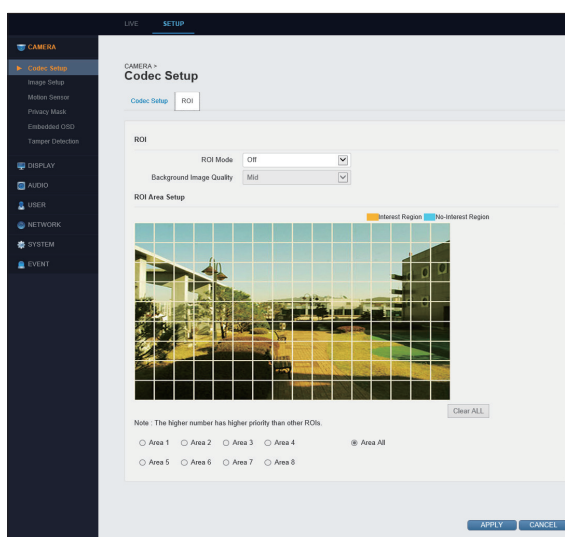 LIVE SETUP
CAMERA
Codec Setup
Image Setup
Motion Sensor
Privacy Mask
Embedded OSD
Tamper Detection
DISPLAY
AUDIO
USER
NETWORK
SYSTEM
EVENT
CAMERA >
Codec Setup
Codec Setup ROI
ROI
ROI Mode Off
Background Image Quality Mid
ROI Area Setup
Interest Region No-Interest Region
Clear ALL
Note : The higher number has higher priority than other ROIs.
Area 1 Area 2 Area 3 Area 4 Area All
Area 5 Area 6 Area 7 Area 8
APPLY CANCEL